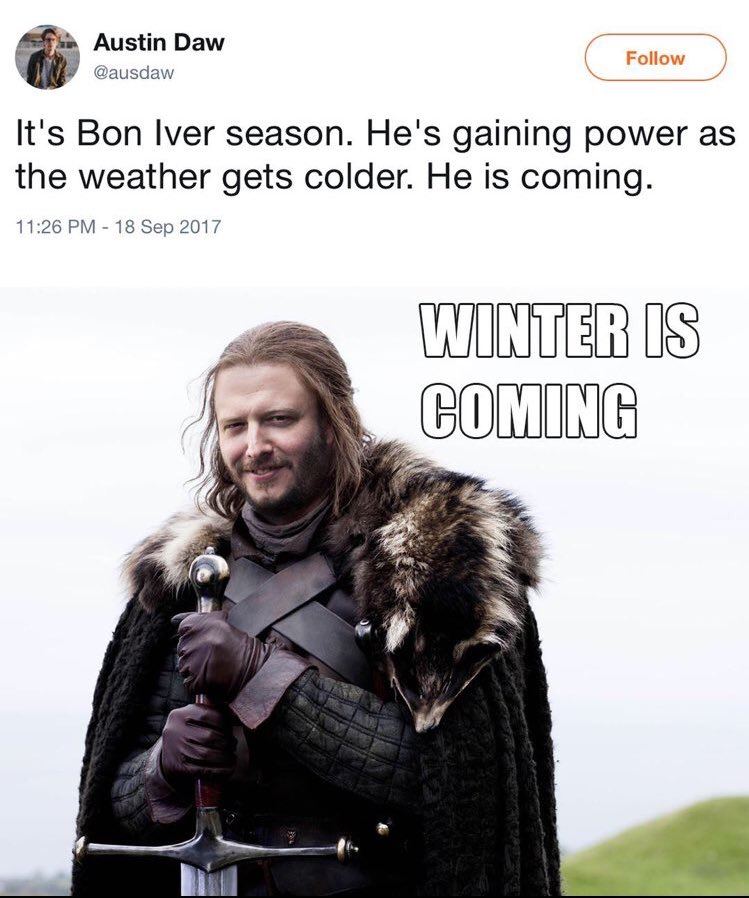 Austin Daw
@ausdaw
Follow
It's Bon Iver season. He's gaining power as
the weather gets colder. He is coming.
11:26 PM - 18 Sep 2017
WINTER IS
COMING